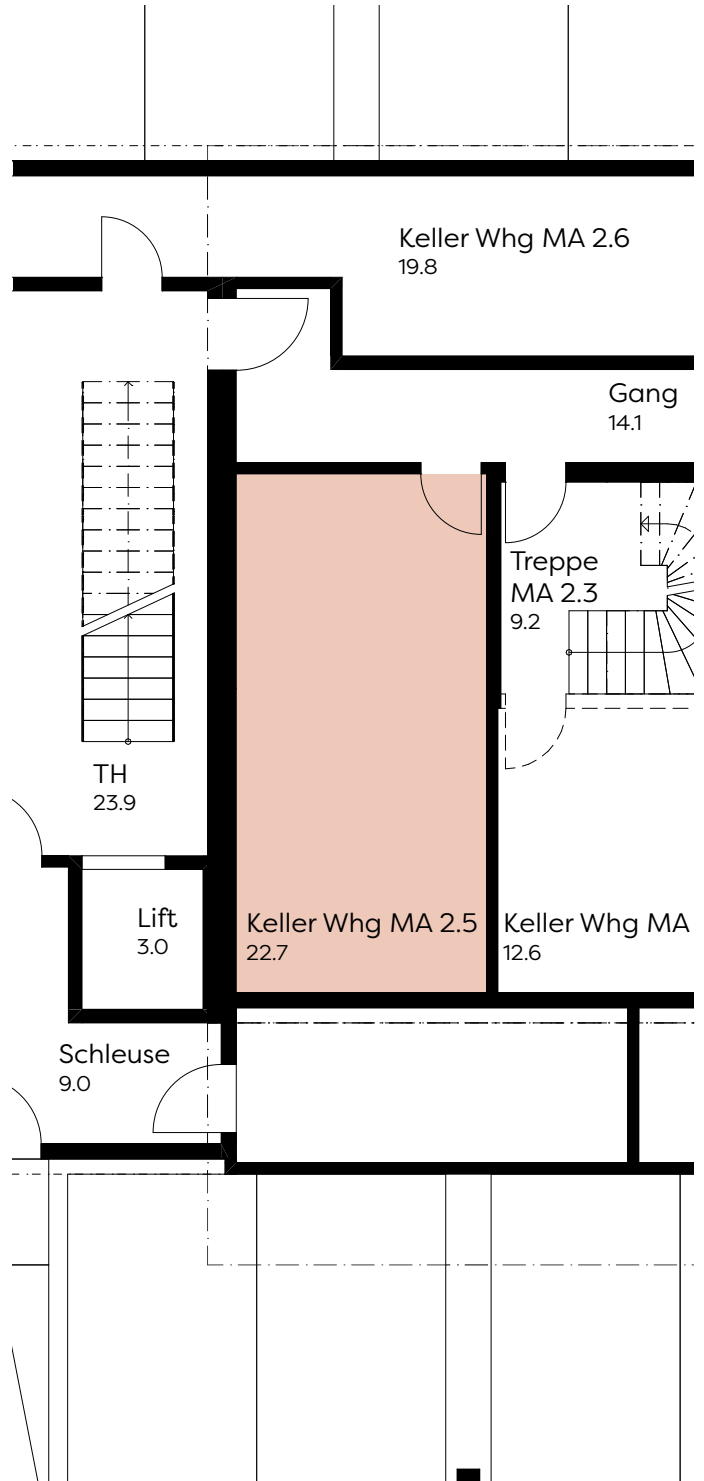 Keller Whg MA 2.6
19.8
Gang
14.1
Treppe
MA 2.3
9.2
TH
23.9
Lift
3.0
Keller Whg MA 2.5
22.7
Keller Whg MA
12.6
Schleuse
9.0